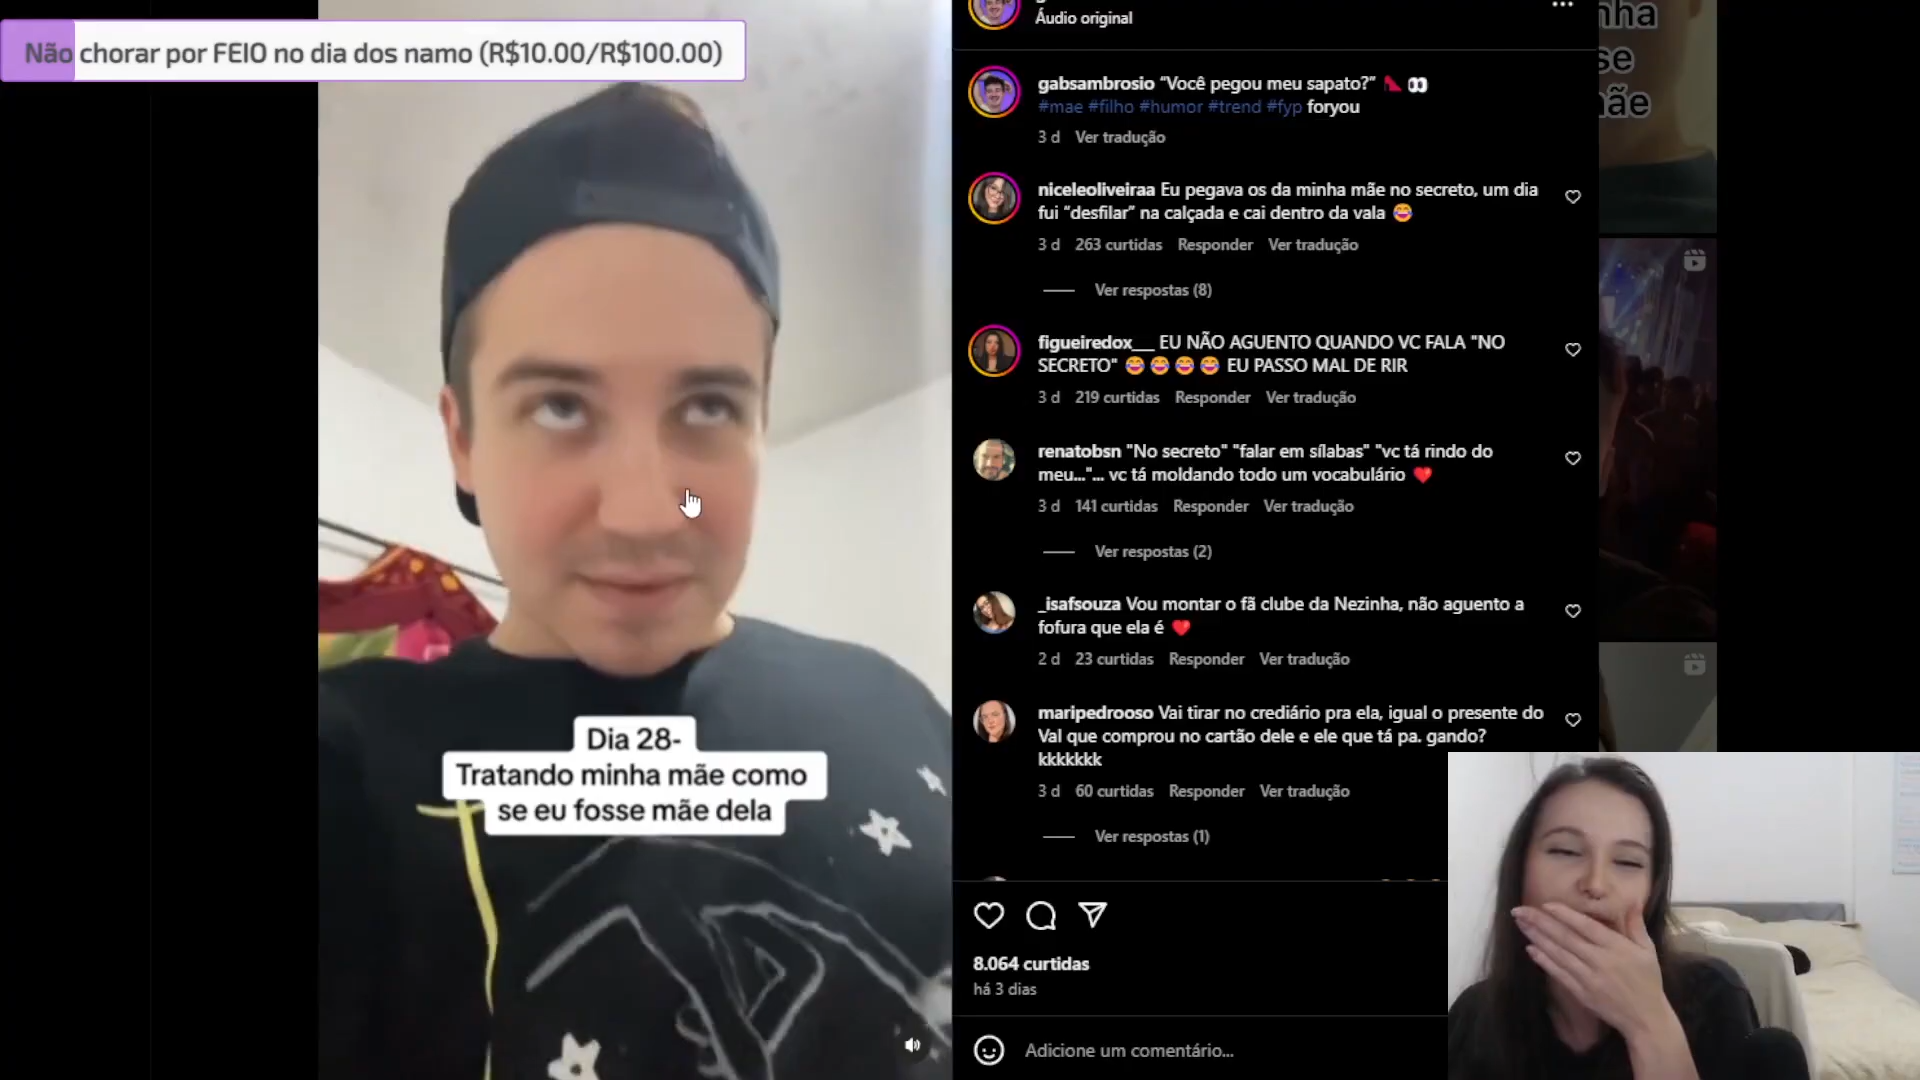 Não chorar por FEIO no dia dos namo (R$10.00/R$100.00)
Dia 28-
Tratando minha mãe como
se eu fosse mãe dela
Áudio original
gabsambrosio “Você pegou meu sapato?” 👠 👀
#mae #filho #humor #trend #fyp foryou
3 d Ver tradução
niceleoliveiraa Eu pegava os da minha mãe no secreto, um dia
fui “desfilar” na calçada e cai dentro da vala 😂
3 d 263 curtidas Responder Ver tradução
Ver respostas (8)
figueiredox___ EU NÃO AGUENTO QUANDO VC FALA "NO
SECRETO" 😂 😂 😂 😂 EU PASSO MAL DE RIR
3 d 219 curtidas Responder Ver tradução
renatobsn "No secreto" "falar em sílabas" "vc tá rindo do
meu..."... vc tá moldando todo um vocabulário ❤️
3 d 141 curtidas Responder Ver tradução
Ver respostas (2)
_isafsouza Vou montar o fã clube da Nezinha, não aguento a
fofura que ela é ❤️
2 d 23 curtidas Responder Ver tradução
maripedrooso Vai tirar no crediário pra ela, igual o presente do
Val que comprou no cartão dele e ele que tá pa. gando?
kkkkkkk
3 d 60 curtidas Responder Ver tradução
Ver respostas (1)
8.064 curtidas
há 3 dias
Adicione um comentário...
se